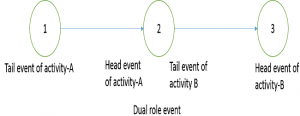 1 2 3
Tail event of activity-A
Head event
of activity-A
Tail event of
activity B
Head event of
activity-B
Dual role event